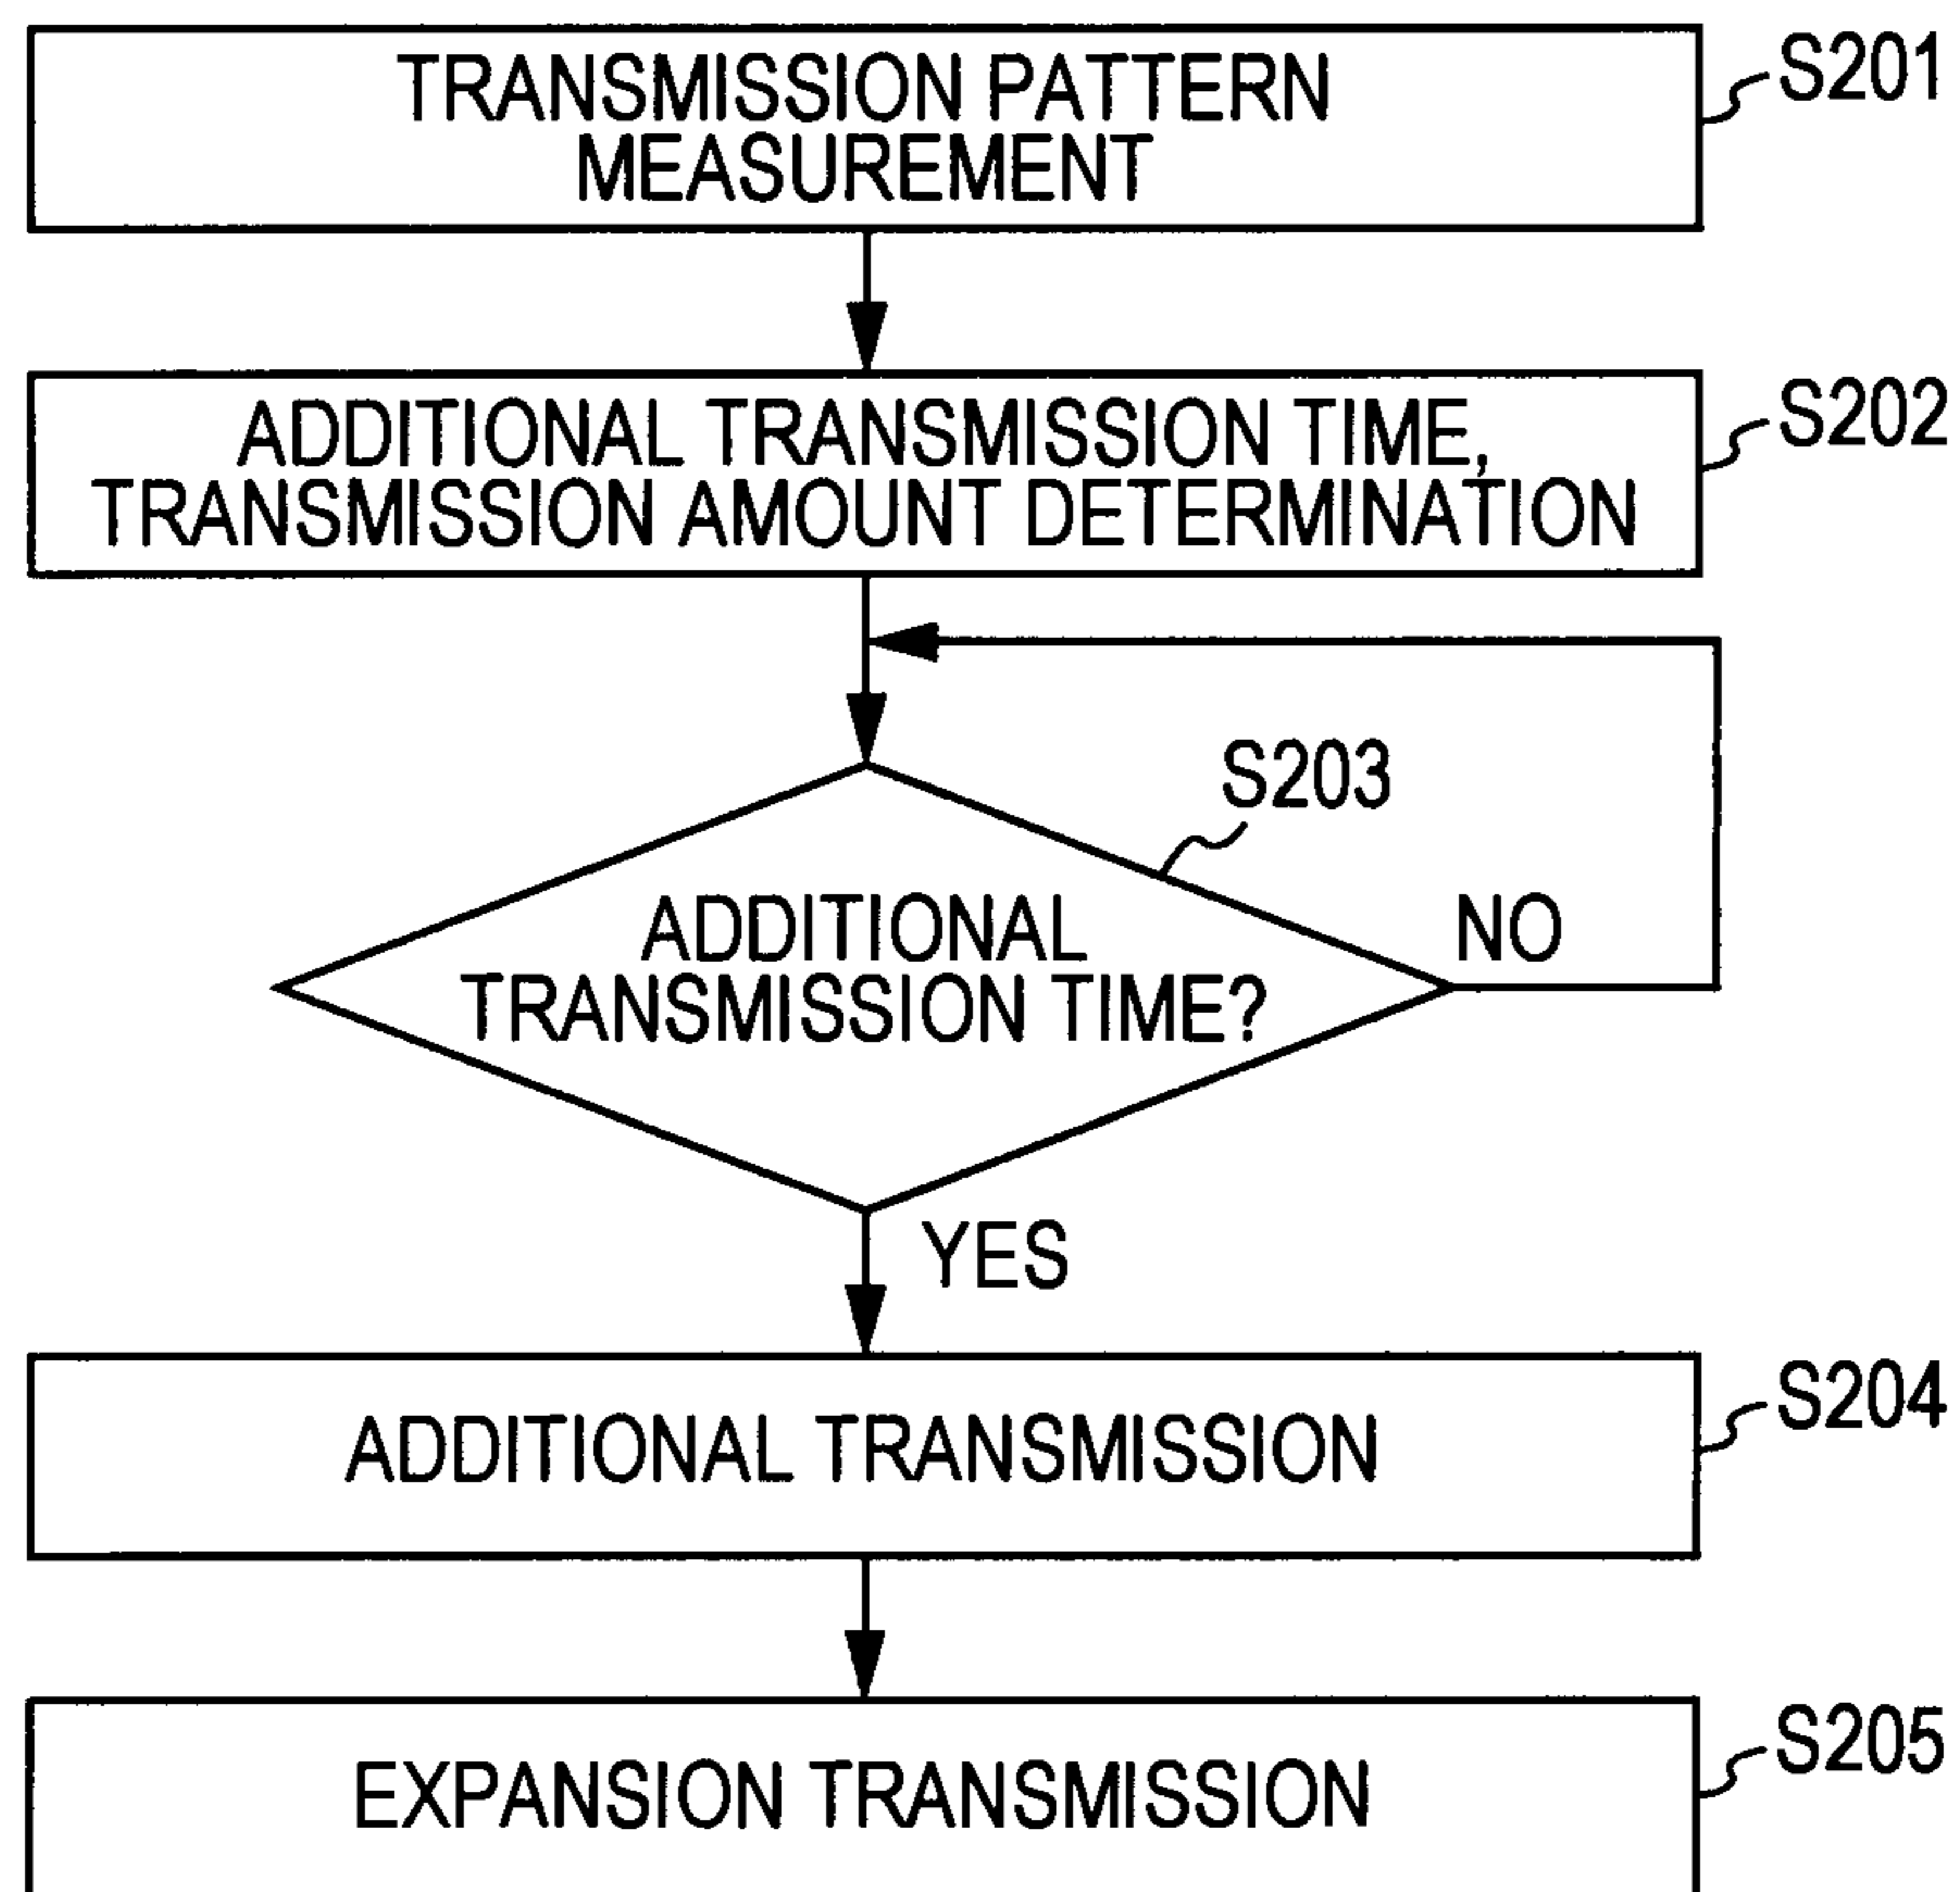 TRANSMISSION PATTERN
MEASUREMENT
S201
ADDITIONAL TRANSMISSION TIME,
TRANSMISSION AMOUNT DETERMINATION
S202
S203
ADDITIONAL
TRANSMISSION TIME?
NO
YES
ADDITIONAL TRANSMISSION
S204
EXPANSION TRANSMISSION
S205